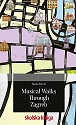 Musical Walks
Through
Zagreb
školska knjiga